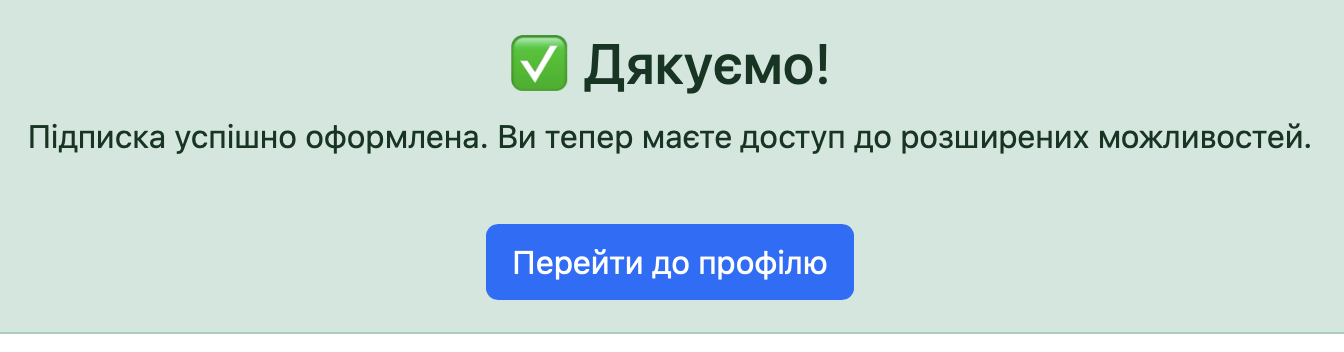 ✅ Дякуємо!
Підписка успішно оформлена. Ви тепер маєте доступ до розширених можливостей.
Перейти до профілю